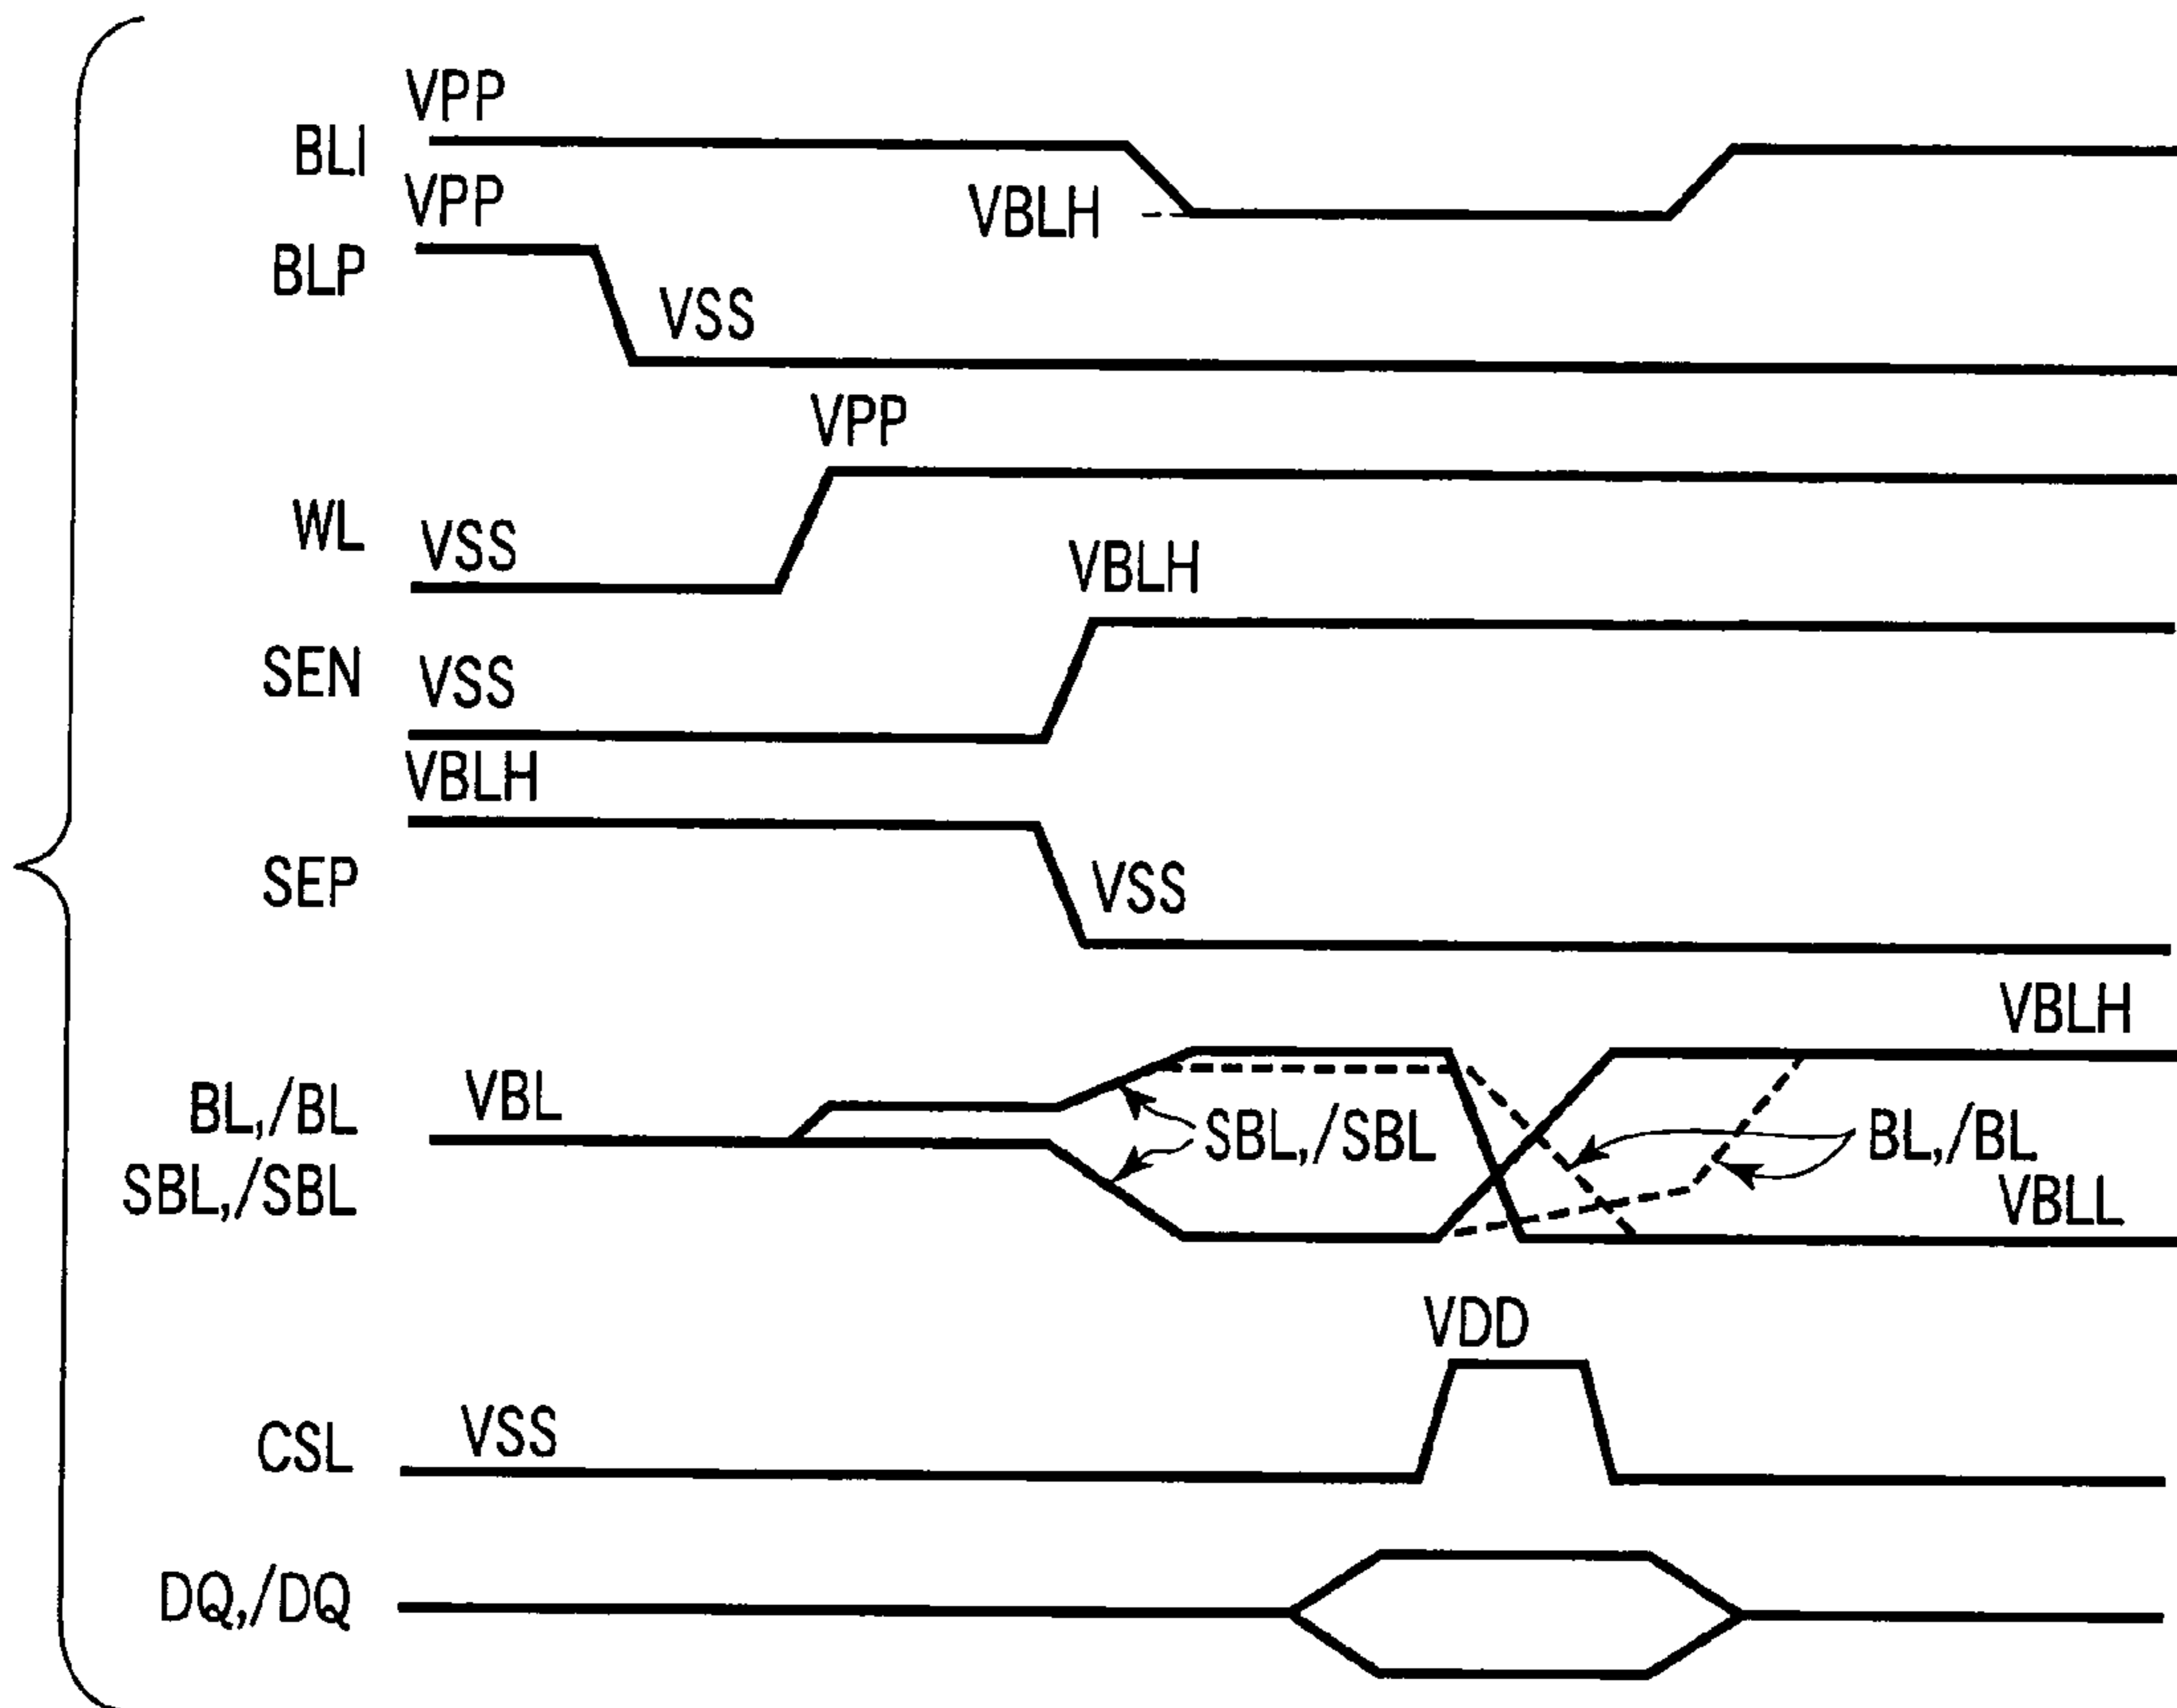 VPP
BLI
VPP
VBLH
BLP
VSS
VPP
WL
VSS
VBLH
SEN
VSS
VBLH
SEP
VSS
VBLH
BL,/BL
VBL
SBL,/SBL
BL,/BL
SBL,/SBL
VBLL
VDD
CSL
VSS
DQ,/DQ